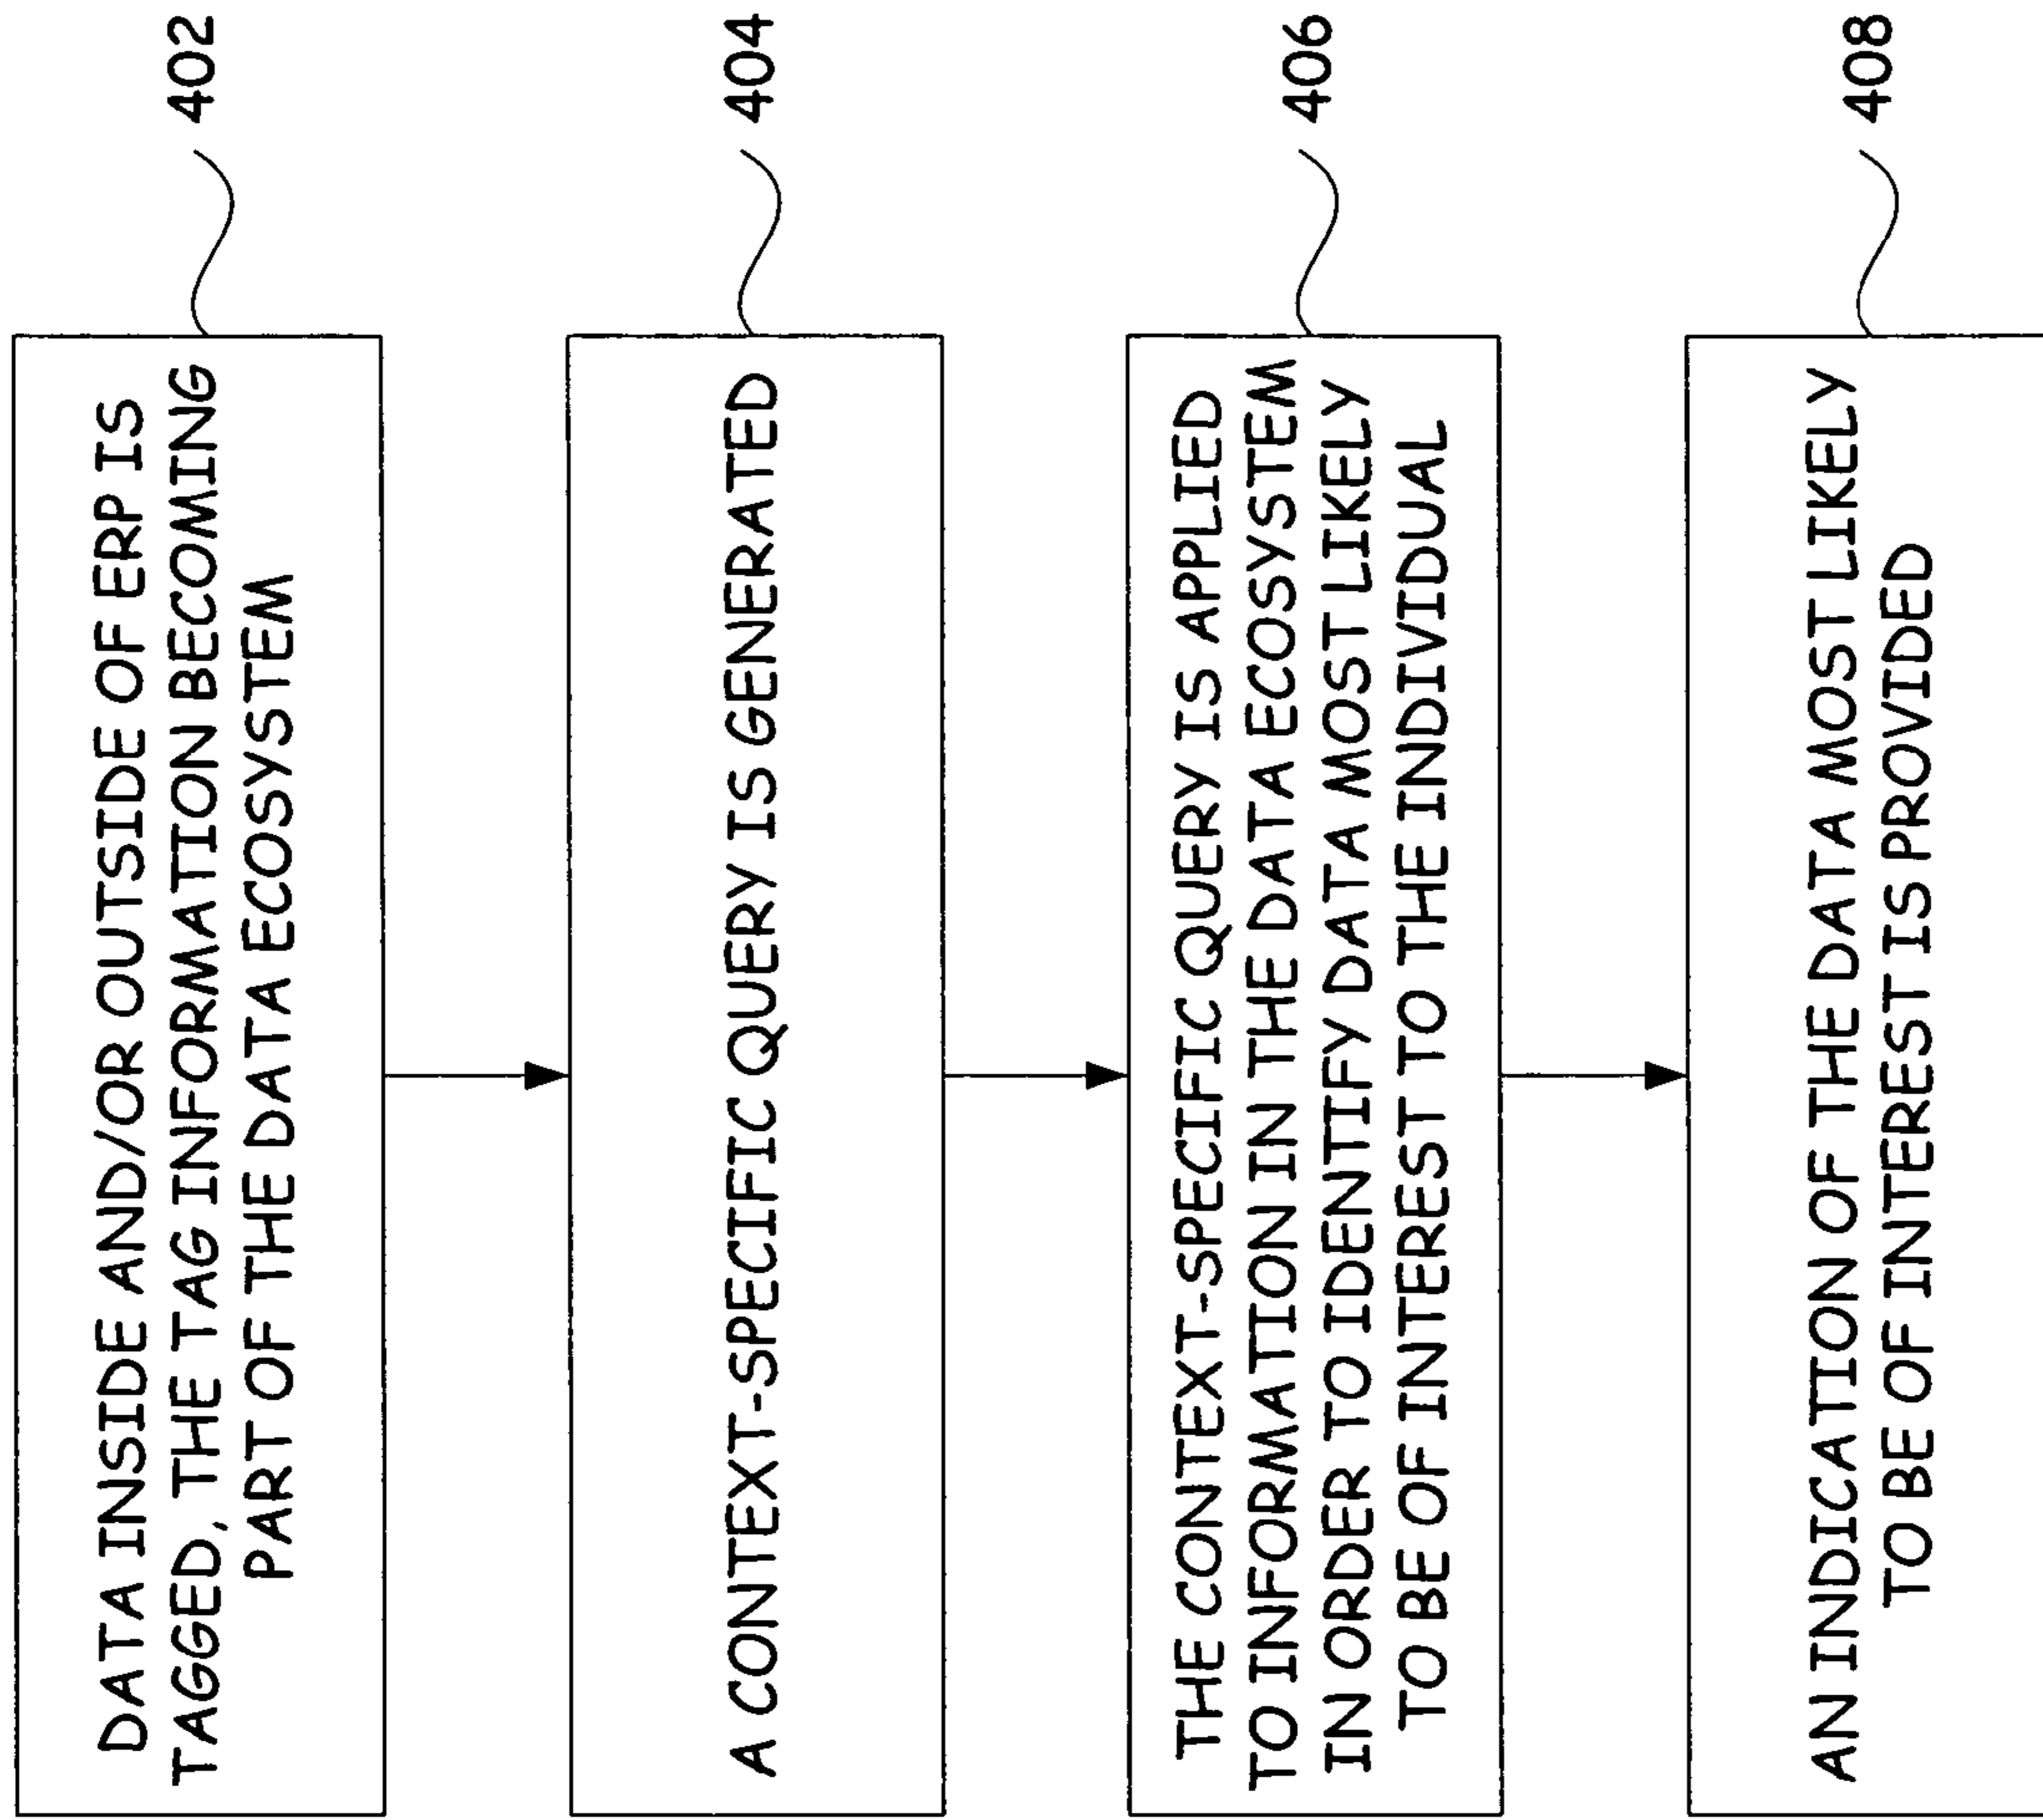 DATA INSIDE AND/OR OUTSIDE OF ERP IS
TAGGED, THE TAG INFORMATION BECOMING
PART OF THE DATA ECOSYSTEM
402
A CONTEXT-SPECIFIC QUERY IS GENERATED
404
THE CONTEXT-SPECIFIC QUERY IS APPLIED
TO INFORMATION IN THE DATA ECOSYSTEM
IN ORDER TO IDENTIFY DATA MOST LIKELY
TO BE OF INTEREST TO THE INDIVIDUAL
406
AN INDICATION OF THE DATA MOST LIKELY
TO BE OF INTEREST IS PROVIDED
408